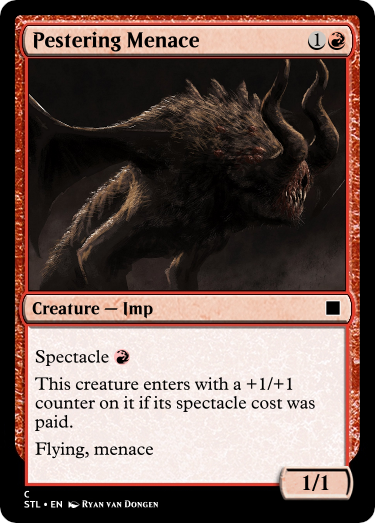 Pestering Menace 1
Creature — Imp
Spectacle
This creature enters with a +1/+1
counter on it if its spectacle cost was
paid.
Flying, menace
1/1
C
STL • EN RYAN VAN DONGEN